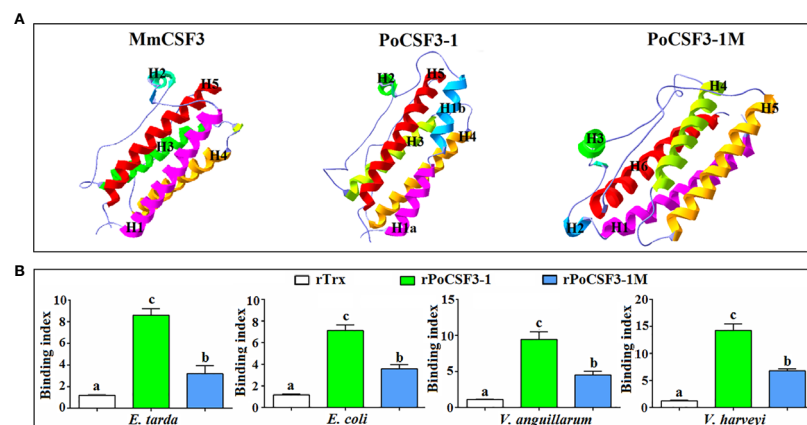 A
MmCSF3 PoCSF3-1 PoCSF3-1M
H2 H5 H3 H4 H1
H2 H5 H1b H3 H4 H1a
H4 H5 H3 H6 H2 H1
B
rTrx rPoCSF3-1 rPoCSF3-1M
Binding index
10
8
6
4
2
0
a c b
E. tarda
Binding index
10
8
6
4
2
0
a c b
E. coli
Binding index
15
10
5
0
a c b
V. anguillarum
Binding index
20
15
10
5
0
a c b
V. harveyi